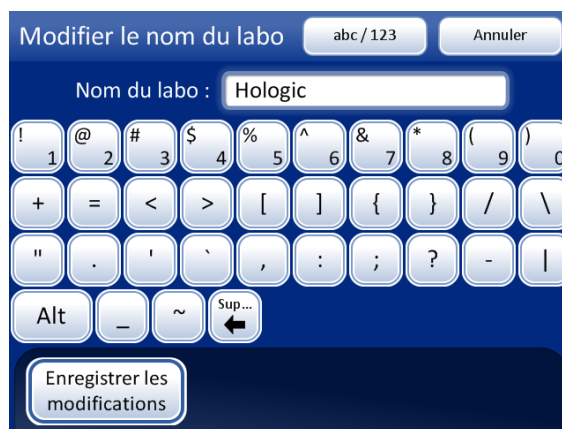 Modifier le nom du labo abc / 123 Annuler
Nom du labo : Hologic
! 1 @ 2 # 3 $ 4 % 5 ^ 6 & 7 * 8 ( 9 ) 0
+ = < > [ ] { } / \
" . ' ` , : ; ? - |
Alt _ ~ Sup...
Enregistrer les
modifications